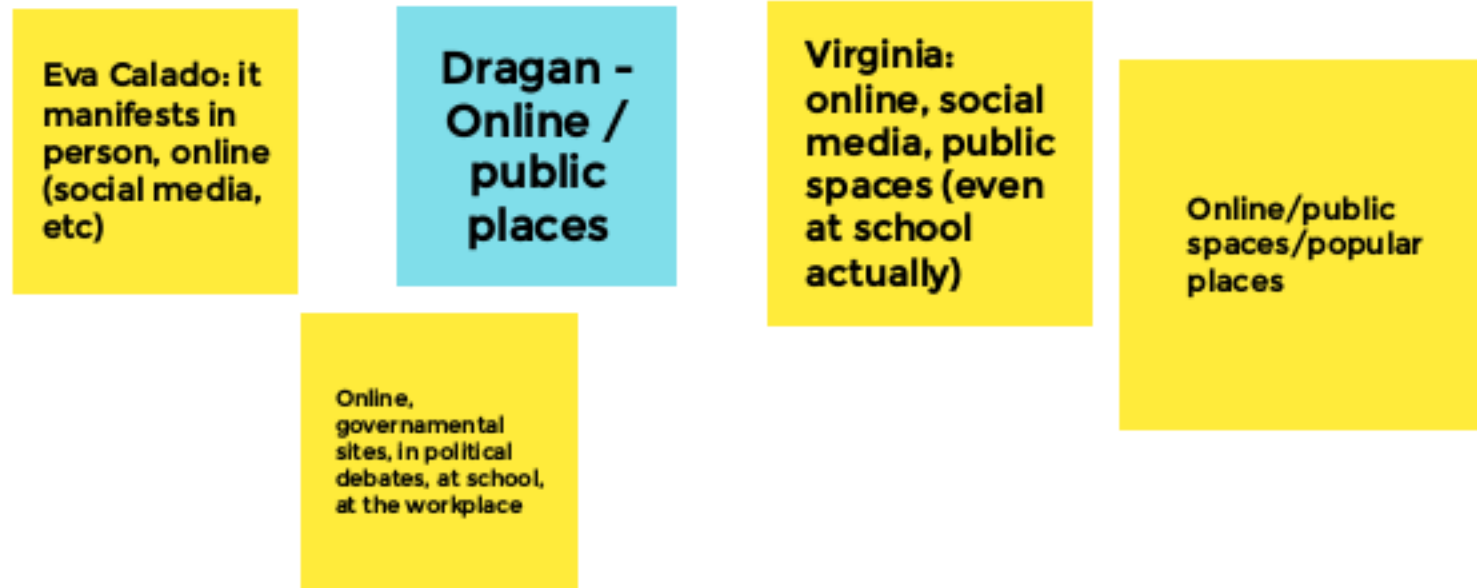 Eva Calado: it
manifests in
person, online
(social media,
etc)
Dragan -
Online /
public
places
Virginia:
online, social
media, public
spaces (even
at school
actually)
Online/public
spaces/popular
places
Online,
governamental
sites, in political
debates, at school,
at the workplace